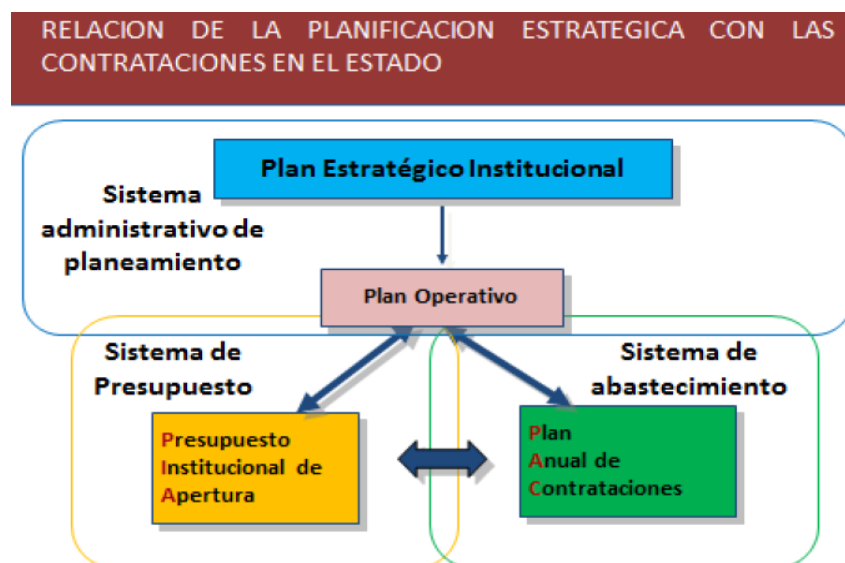 RELACION DE LA PLANIFICACION ESTRATEGICA CON LAS
CONTRATACIONES EN EL ESTADO
Plan Estratégico Institucional
Sistema
administrativo de
planeamiento
Plan Operativo
Sistema de
Presupuesto
Sistema de
abastecimiento
Presupuesto
Institucional de
Apertura
Plan
Anual de
Contrataciones